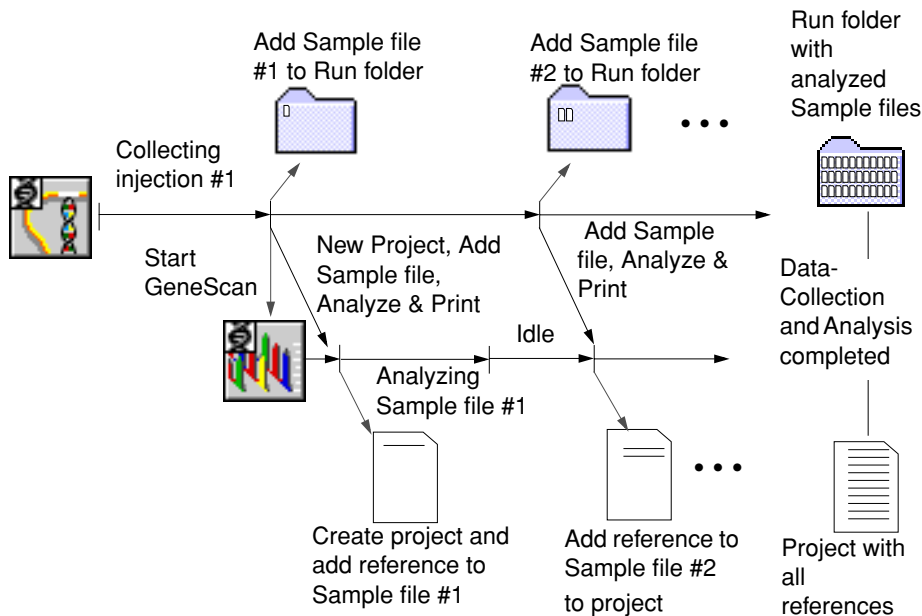 Add Sample file
#1 to Run folder
Add Sample file
#2 to Run folder
Run folder
with
analyzed
Sample files
Collecting
injection #1
Start
GeneScan
New Project, Add
Sample file,
Analyze & Print
Add Sample
file, Analyze &
Print
Data-
Collection
and Analysis
completed
Idle
Analyzing
Sample file #1
Create project and
add reference to
Sample file #1
Add reference to
Sample file #2
to project
Project with
all
references